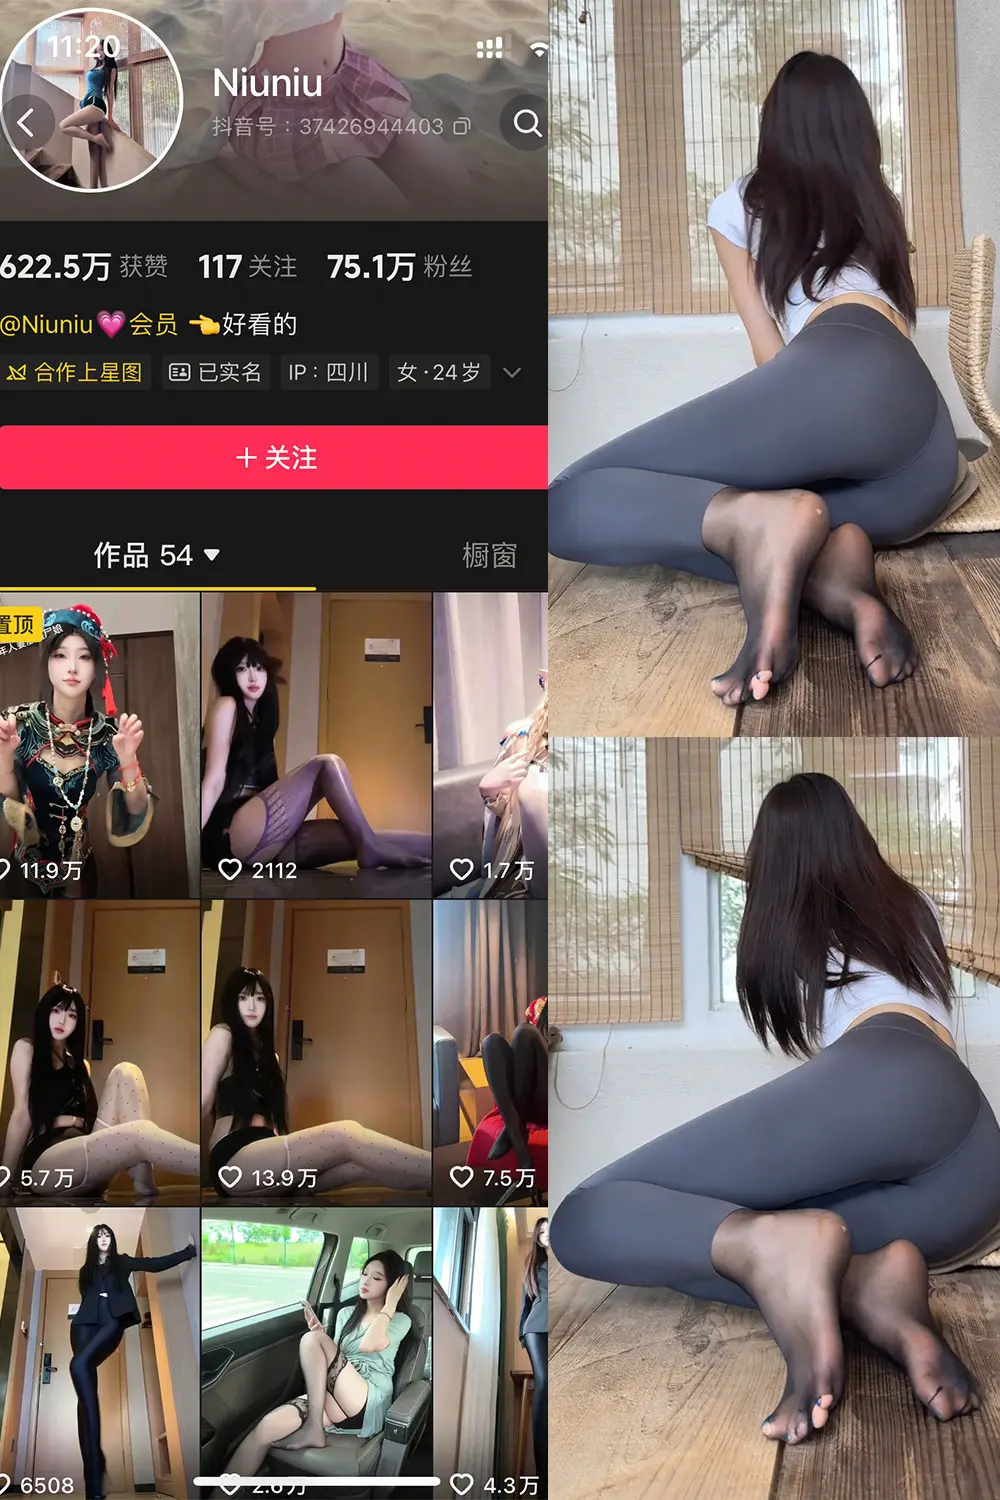 11:20
Niuniu
抖音号：37426944403
622.5万 获赞 117 关注 75.1万 粉丝
@Niuniu💗会员 👈好看的
合作上星图 已实名 IP：四川 女·24岁
＋关注
作品 54 橱窗
置顶
11.9万 2112 1.7万
5.7万 13.9万 7.5万
6508 2.6万 4.3万